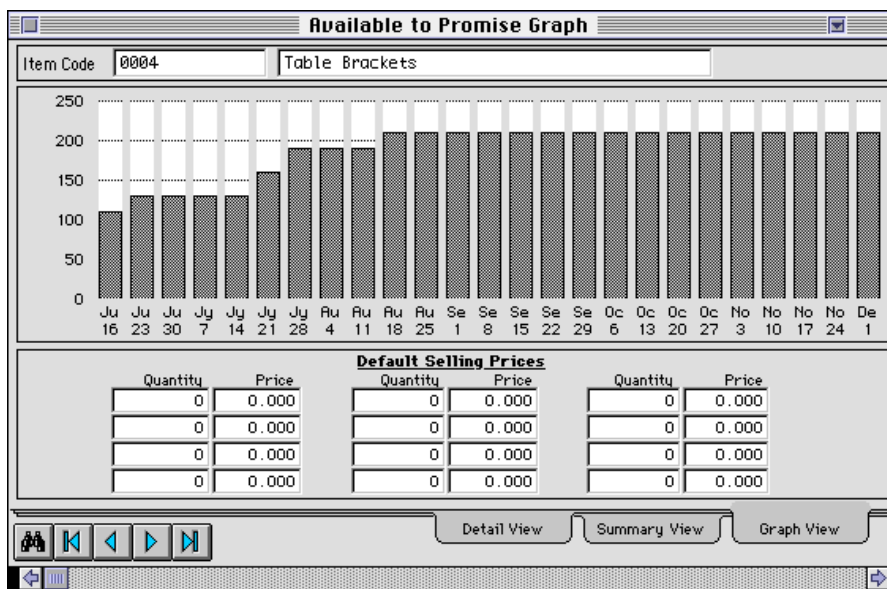 Available to Promise Graph
Item Code 0004 Table Brackets
250
200
150
100
50
0
Ju Ju Ju Jy Jy Jy Jy Au Au Au Au Se Se Se Se Se Oc Oc Oc Oc No No No No De
16 23 30 7 14 21 28 4 11 18 25 1 8 15 22 29 6 13 20 27 3 10 17 24 1
Default Selling Prices
Quantity Price Quantity Price Quantity Price
0 0.000 0 0.000 0 0.000
0 0.000 0 0.000 0 0.000
0 0.000 0 0.000 0 0.000
0 0.000 0 0.000 0 0.000
Detail View Summary View Graph View